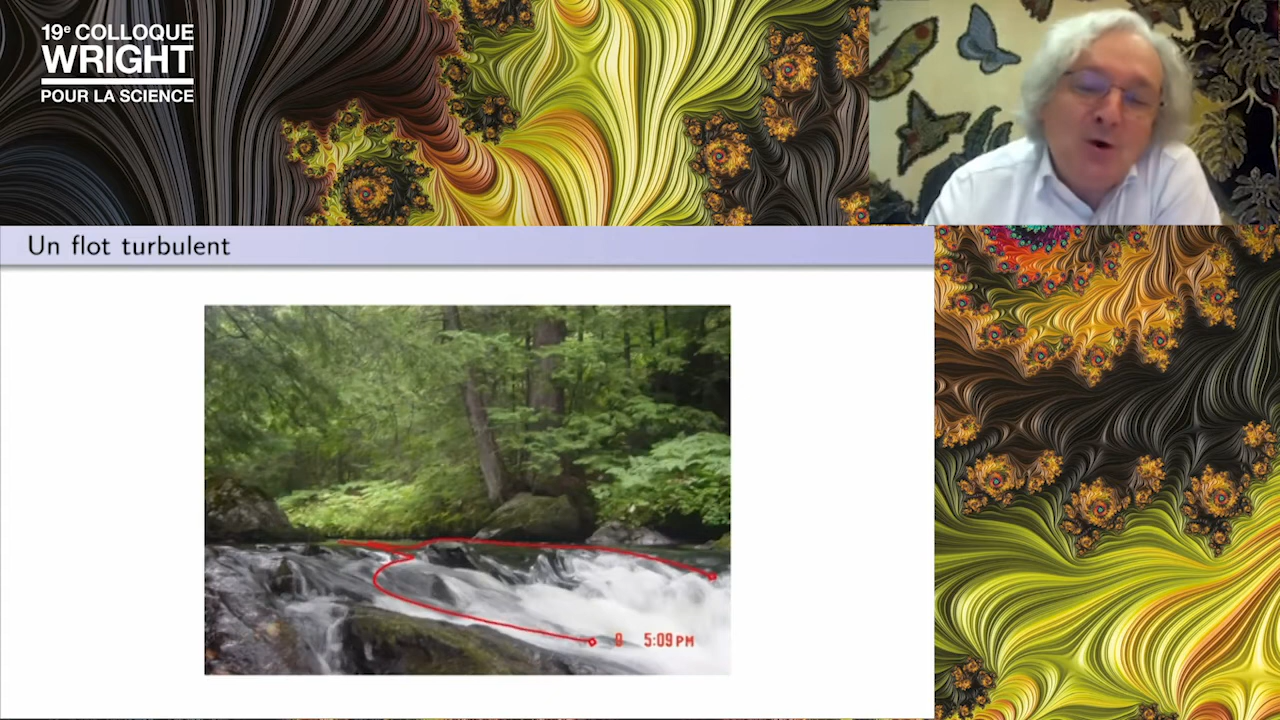 19e COLLOQUE
WRIGHT
POUR LA SCIENCE
Un flot turbulent
5:09 PM